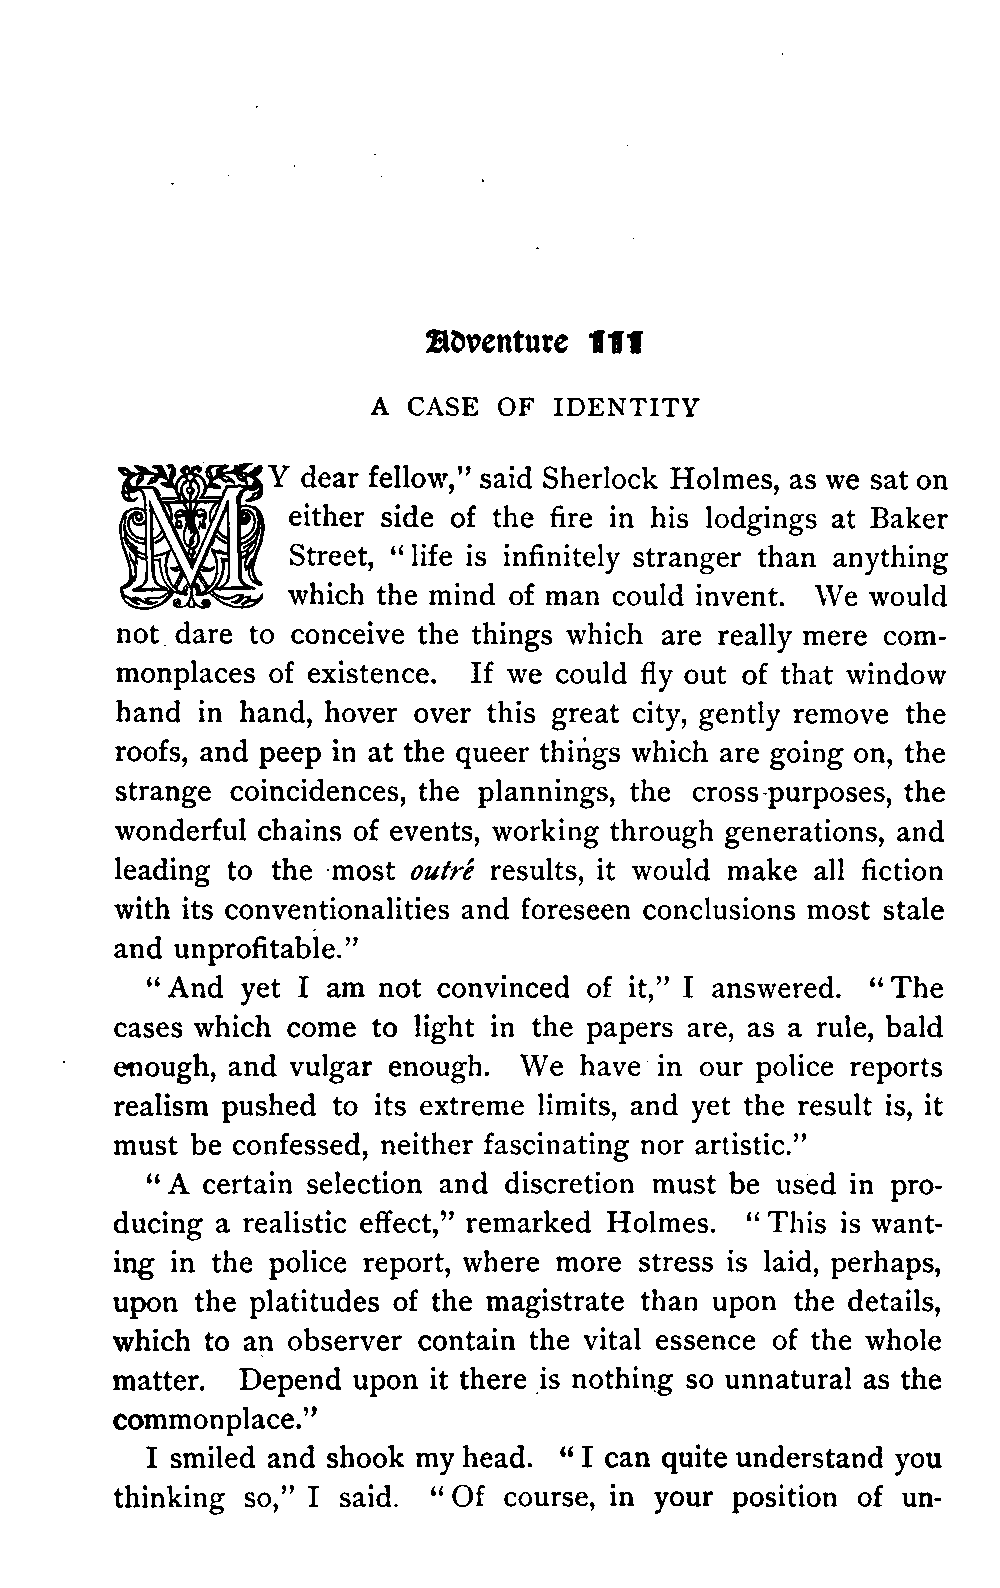 Adventure III
A CASE OF IDENTITY
MY dear fellow,” said Sherlock Holmes, as we sat on
either side of the fire in his lodgings at Baker
Street, “life is infinitely stranger than anything
which the mind of man could invent. We would
not dare to conceive the things which are really mere com-
monplaces of existence. If we could fly out of that window
hand in hand, hover over this great city, gently remove the
roofs, and peep in at the queer things which are going on, the
strange coincidences, the plannings, the cross-purposes, the
wonderful chains of events, working through generations, and
leading to the most outré results, it would make all fiction
with its conventionalities and foreseen conclusions most stale
and unprofitable.”
“And yet I am not convinced of it,” I answered. “The
cases which come to light in the papers are, as a rule, bald
enough, and vulgar enough. We have in our police reports
realism pushed to its extreme limits, and yet the result is, it
must be confessed, neither fascinating nor artistic.”
“A certain selection and discretion must be used in pro-
ducing a realistic effect,” remarked Holmes. “This is want-
ing in the police report, where more stress is laid, perhaps,
upon the platitudes of the magistrate than upon the details,
which to an observer contain the vital essence of the whole
matter. Depend upon it there is nothing so unnatural as the
commonplace.”
I smiled and shook my head. “I can quite understand you
thinking so,” I said. “Of course, in your position of un-